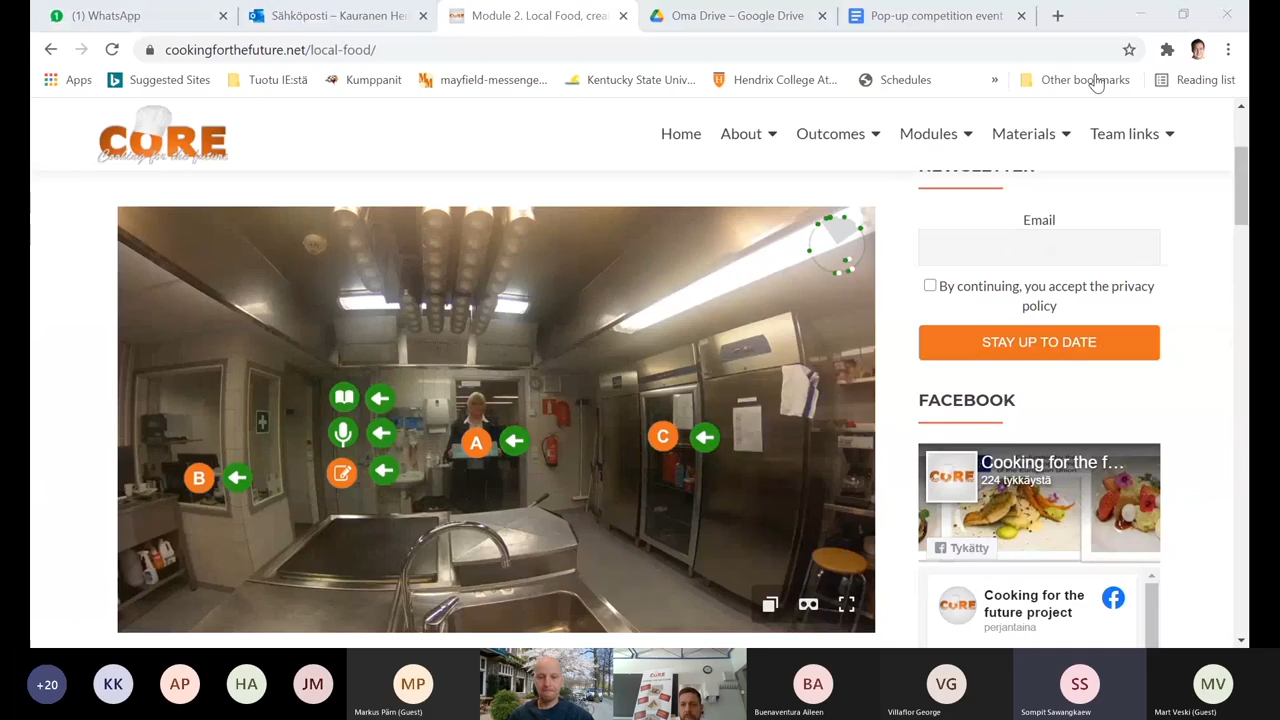 (1) WhatsApp
Sähköposti – Kauranen Her
Module 2. Local Food, crea
Oma Drive – Google Drive
Pop-up competition event
cookingforthefuture.net/local-food/
Apps
Suggested Sites
Tuotu IE:stä
Kumppanit
mayfield-messenge...
Kentucky State Univ...
Hendrix College At...
Schedules
»
Other bookmarks
Reading list
CORE
Cooking for the future
Home
About
Outcomes
Modules
Materials
Team links
NEWSLETTER
Email
By continuing, you accept the privacy
policy
STAY UP TO DATE
FACEBOOK
CORE
Cooking for the f...
224 tykkäystä
Tykätty
CORE
Cooking for the
future project
perjantaina
A
B
C
+20
KK
AP
HA
JM
MP
Markus Pärn (Guest)
CORE
BA
Buenaventura Aileen
VG
Villaflor George
SS
Sompit Sawangkaew
MV
Mart Veski (Guest)